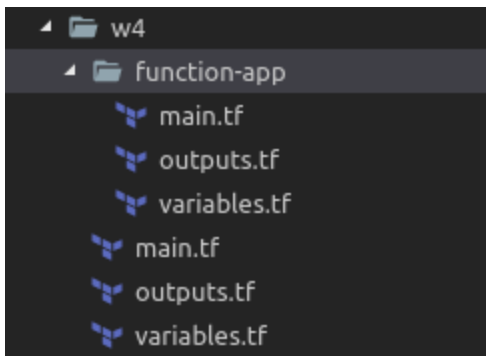 w4
function-app
main.tf
outputs.tf
variables.tf
main.tf
outputs.tf
variables.tf